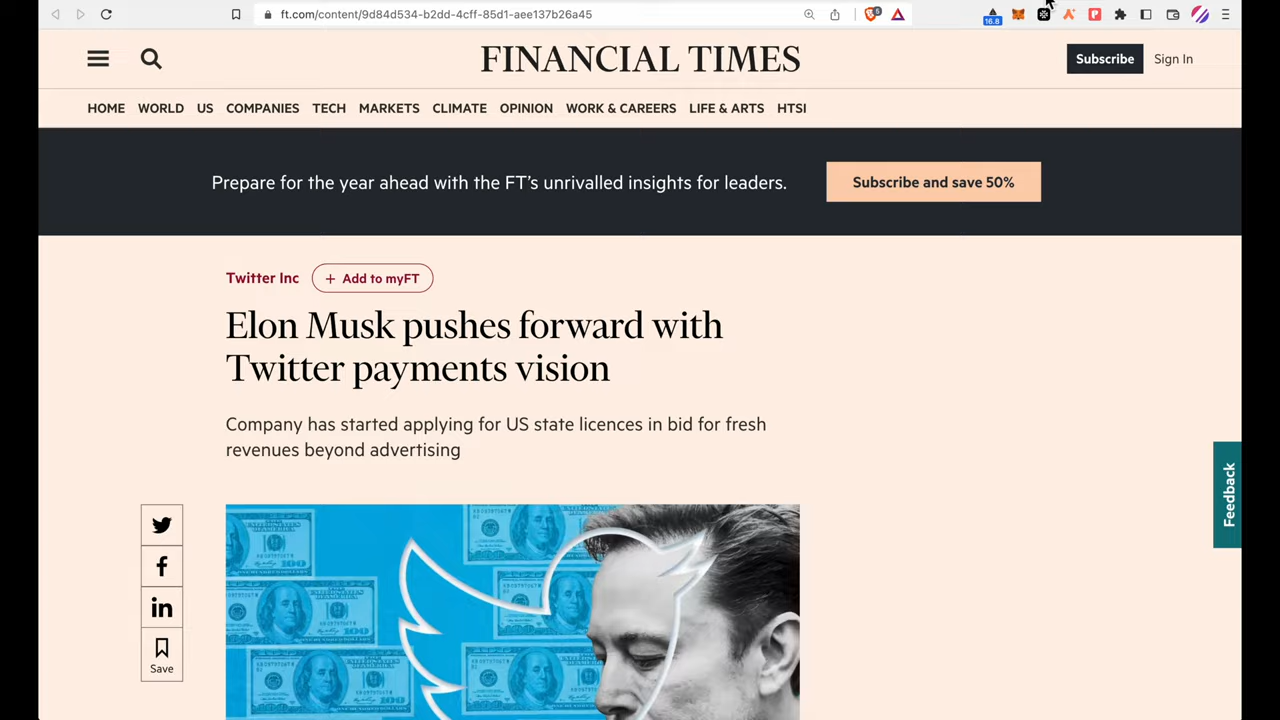 ft.com/content/9d84d534-b2dd-4cff-85d1-aee137b26a45
6
16.8
FINANCIAL TIMES
Subscribe
Sign In
HOME WORLD US COMPANIES TECH MARKETS CLIMATE OPINION WORK & CAREERS LIFE & ARTS HTSI
Prepare for the year ahead with the FT's unrivalled insights for leaders.
Subscribe and save 50%
Twitter Inc
+ Add to myFT
Elon Musk pushes forward with
Twitter payments vision
Company has started applying for US state licences in bid for fresh
revenues beyond advertising
Feedback
Save